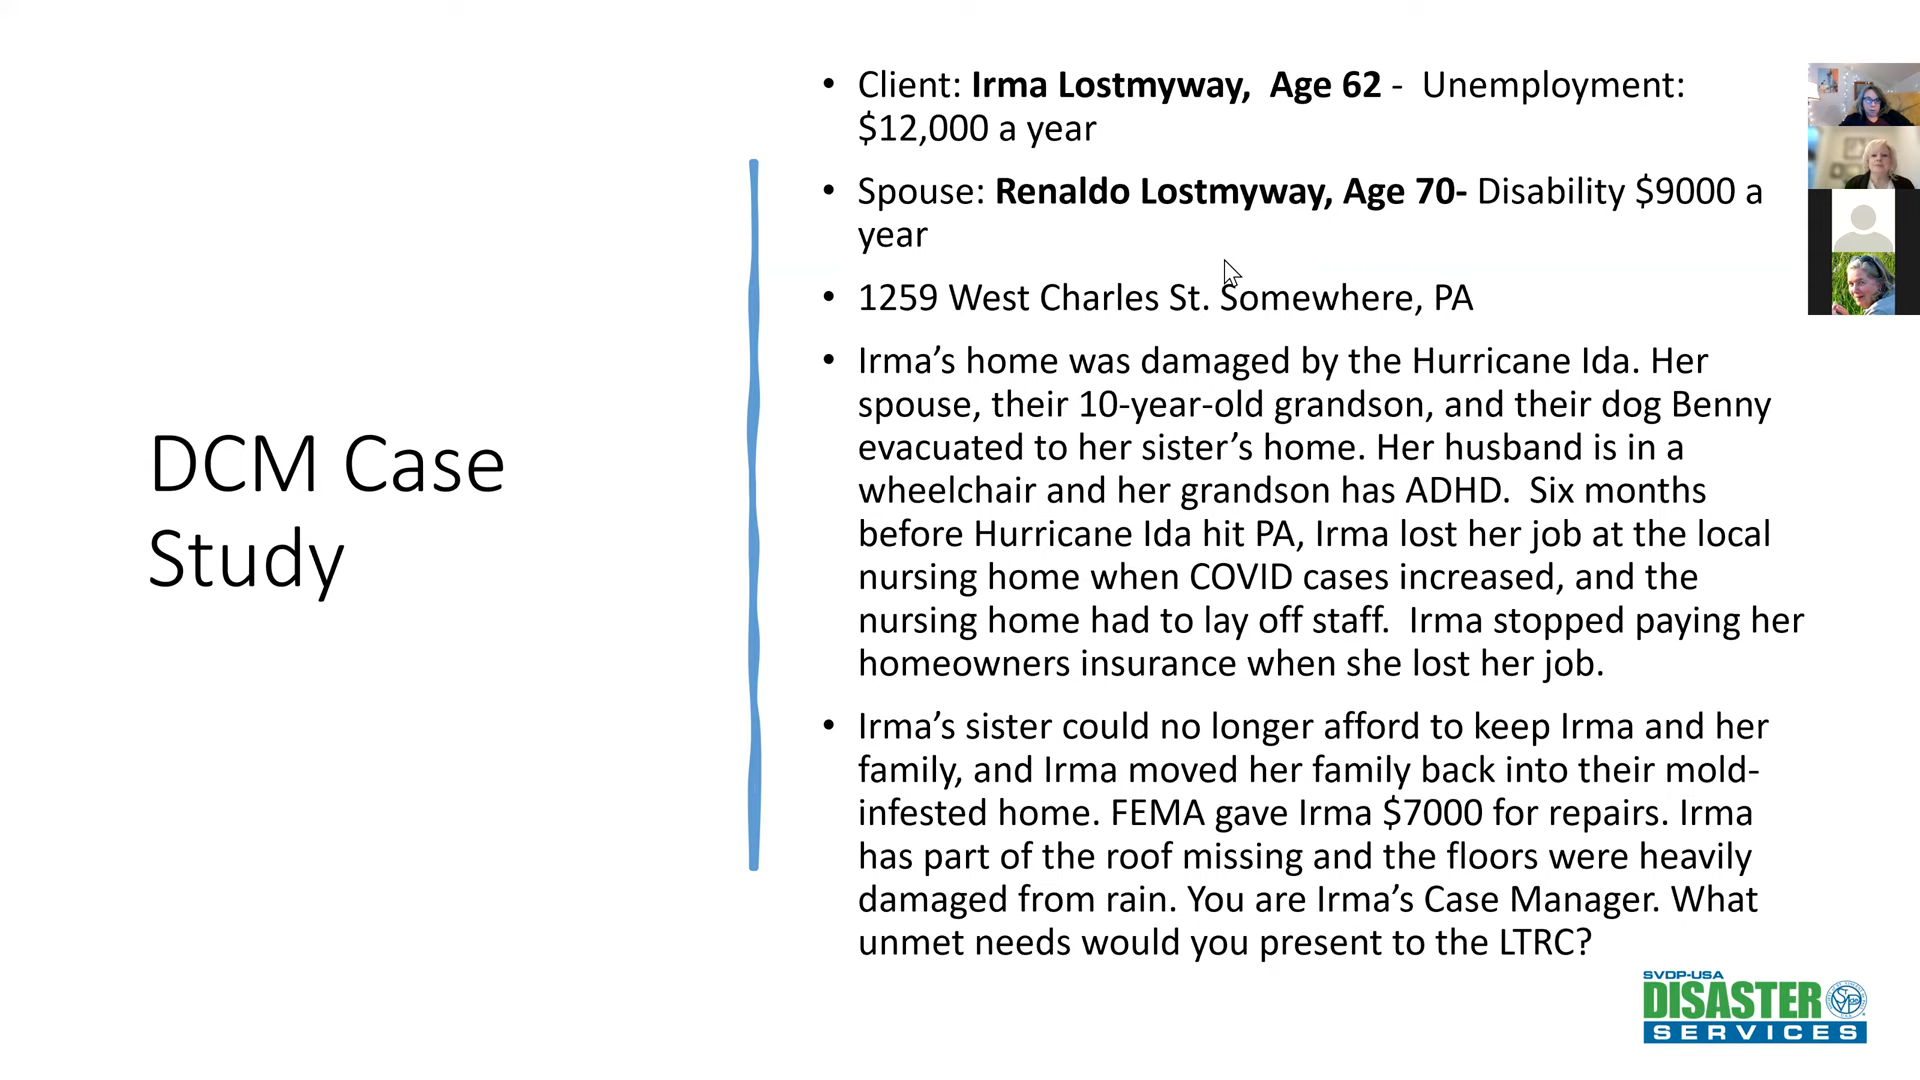 DCM Case
Study
• Client: Irma Lostmyway, Age 62 - Unemployment:
$12,000 a year
• Spouse: Renaldo Lostmyway, Age 70- Disability $9000 a
year
• 1259 West Charles St. Somewhere, PA
• Irma’s home was damaged by the Hurricane Ida. Her
spouse, their 10-year-old grandson, and their dog Benny
evacuated to her sister’s home. Her husband is in a
wheelchair and her grandson has ADHD. Six months
before Hurricane Ida hit PA, Irma lost her job at the local
nursing home when COVID cases increased, and the
nursing home had to lay off staff. Irma stopped paying her
homeowners insurance when she lost her job.
• Irma’s sister could no longer afford to keep Irma and her
family, and Irma moved her family back into their mold-
infested home. FEMA gave Irma $7000 for repairs. Irma
has part of the roof missing and the floors were heavily
damaged from rain. You are Irma’s Case Manager. What
unmet needs would you present to the LTRC?
SVDP-USA
DISASTER
SERVICES